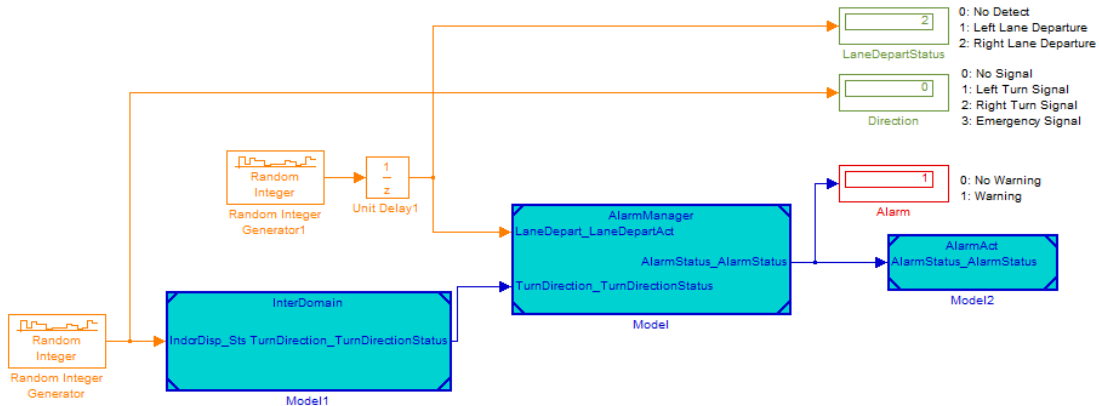 2
0: No Detect
1: Left Lane Departure
2: Right Lane Departure
LaneDepartStatus
0
0: No Signal
1: Left Turn Signal
2: Right Turn Signal
3: Emergency Signal
Direction
Random
Integer
Random Integer
Generator1
1
z
Unit Delay1
1
0: No Warning
1: Warning
Alarm
AlarmManager
LaneDepart_LaneDepartAct
AlarmStatus_AlarmStatus
TurnDirection_TurnDirectionStatus
Model
AlarmAct
AlarmStatus_AlarmStatus
Model2
InterDomain
IndcrDisp_Sts TurnDirection_TurnDirectionStatus
Model1
Random
Integer
Random Integer
Generator